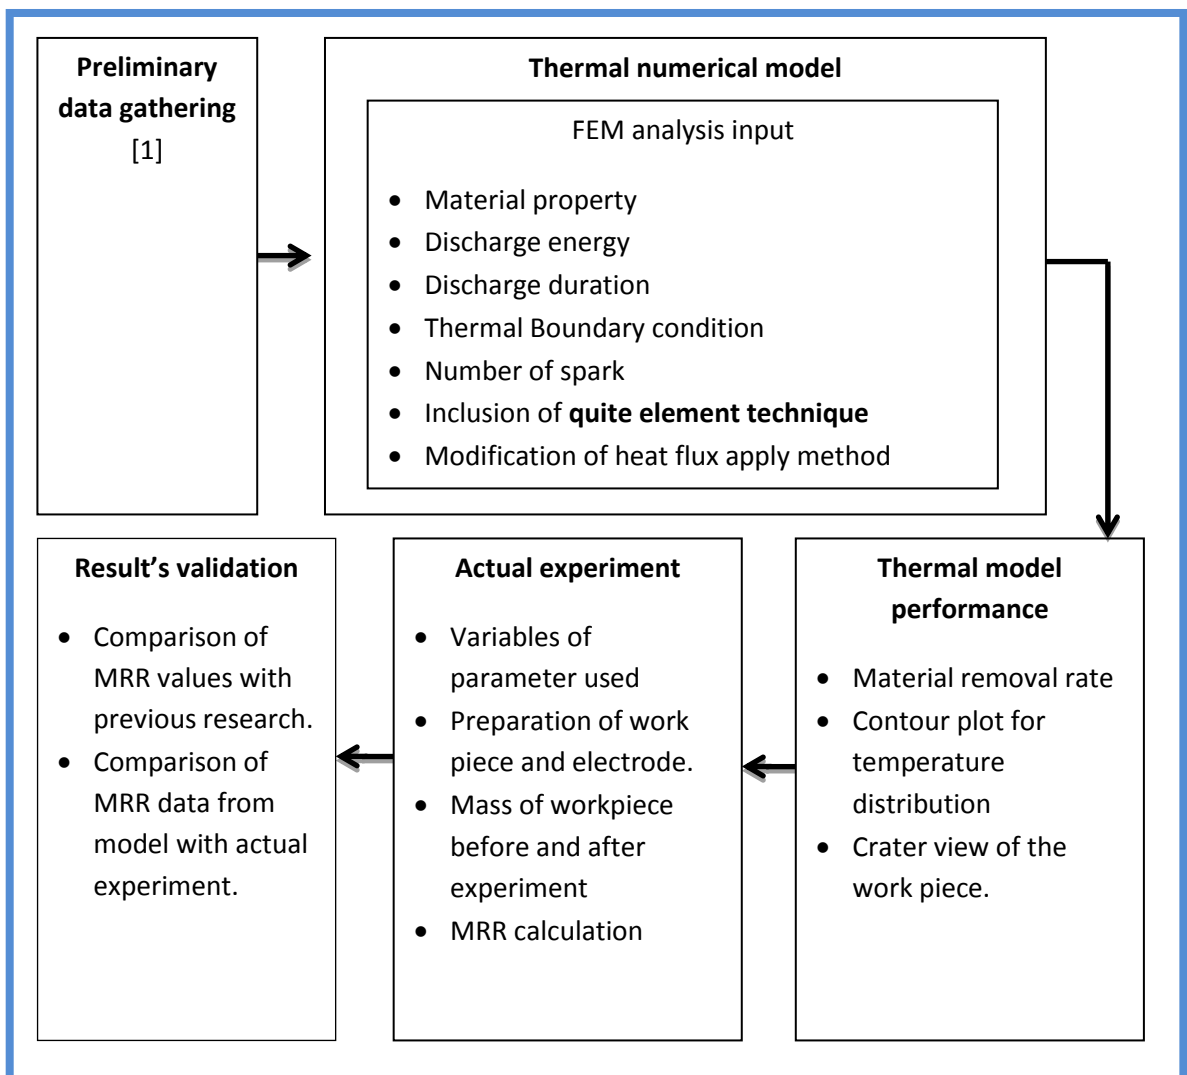 Preliminary
data gathering
[1]
Thermal numerical model
FEM analysis input
• Material property
• Discharge energy
• Discharge duration
• Thermal Boundary condition
• Number of spark
• Inclusion of quite element technique
• Modification of heat flux apply method
Result’s validation
• Comparison of
MRR values with
previous research.
• Comparison of
MRR data from
model with actual
experiment.
Actual experiment
• Variables of
parameter used
• Preparation of work
piece and electrode.
• Mass of workpiece
before and after
experiment
• MRR calculation
Thermal model
performance
• Material removal rate
• Contour plot for
temperature
distribution
• Crater view of the
work piece.